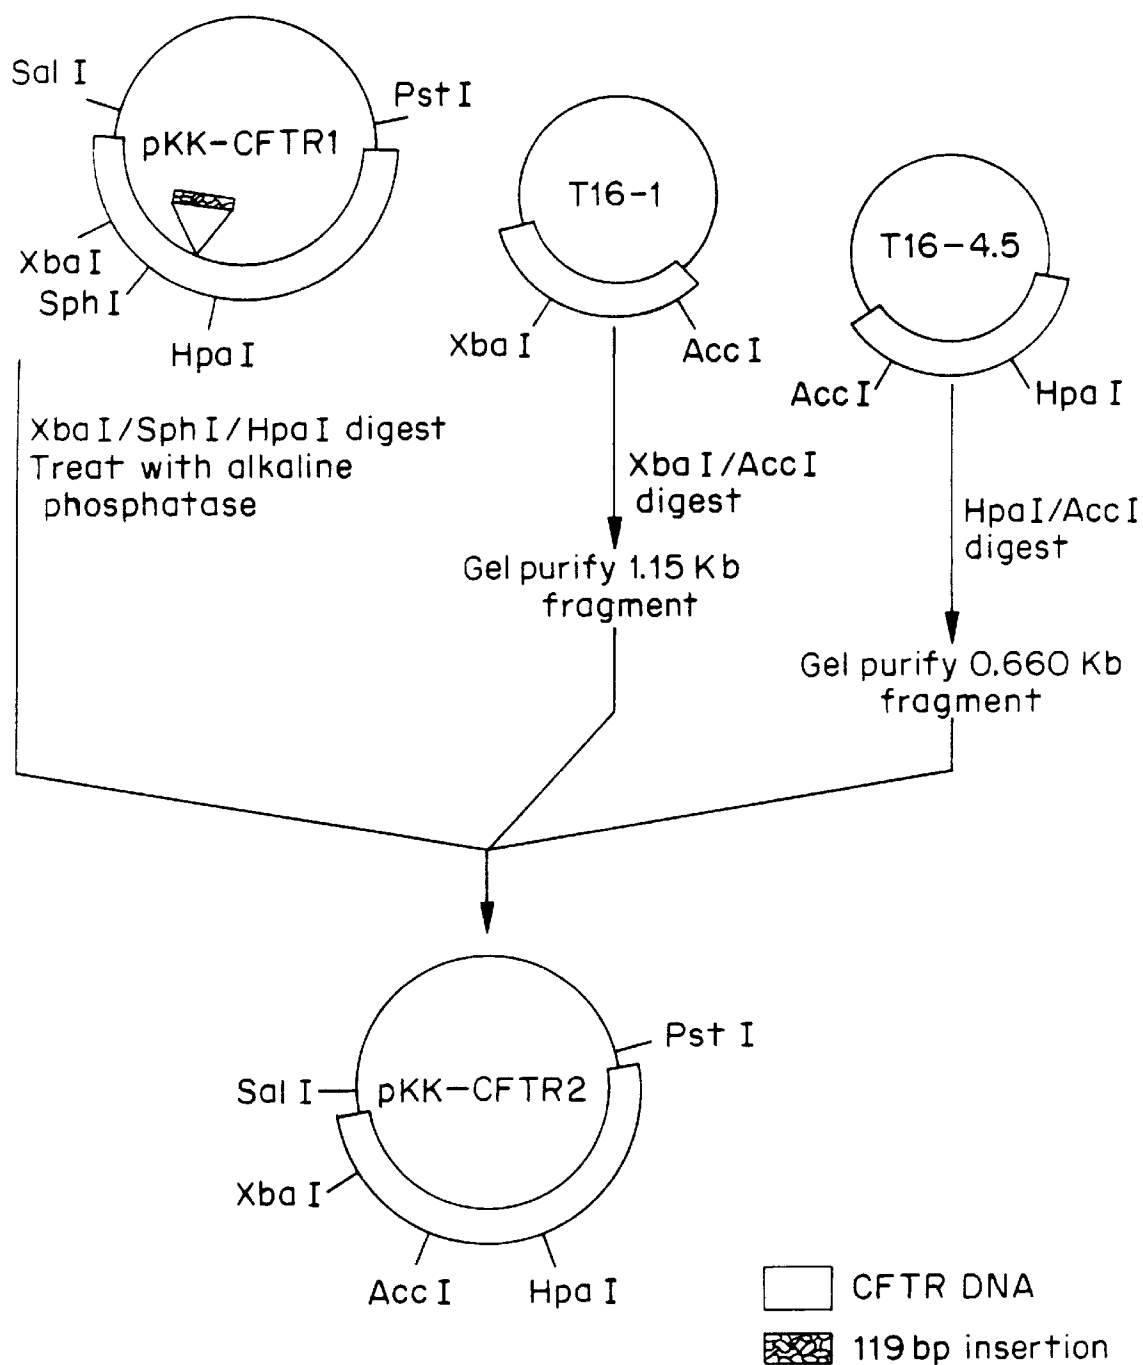 Sal I
Pst I
pKK-CFTR1
Xba I
Sph I
Hpa I
T16-1
Xba I
Acc I
T16-4.5
Acc I
Hpa I
Xba I/Sph I/Hpa I digest
Treat with alkaline
phosphatase
Xba I/Acc I
digest
Gel purify 1.15 Kb
fragment
HpaI/Acc I
digest
Gel purify 0.660 Kb
fragment
Pst I
Sal I
pKK-CFTR2
Xba I
Acc I
Hpa I
CFTR DNA
119 bp insertion